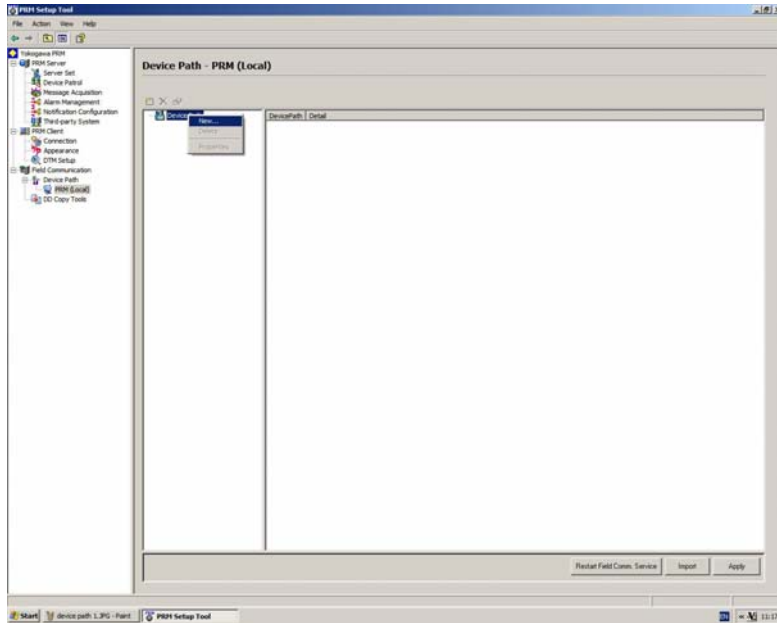 PRM Setup Tool
File Action View Help
Yokogawa PRM
PRM Server
Server Set
Device Patrol
Message Acquisition
Alarm Management
Notification Configuration
Third-party System
PRM Client
Connection
Appearance
DTM Setup
Field Communication
Device Path
PRM (Local)
DD Copy Tools
Device Path - PRM (Local)
New...
Delete
Properties
DevicePath Detail
Restart Field Comm. Service Import Apply
Start device path 1.JPG - Paint PRM Setup Tool EN